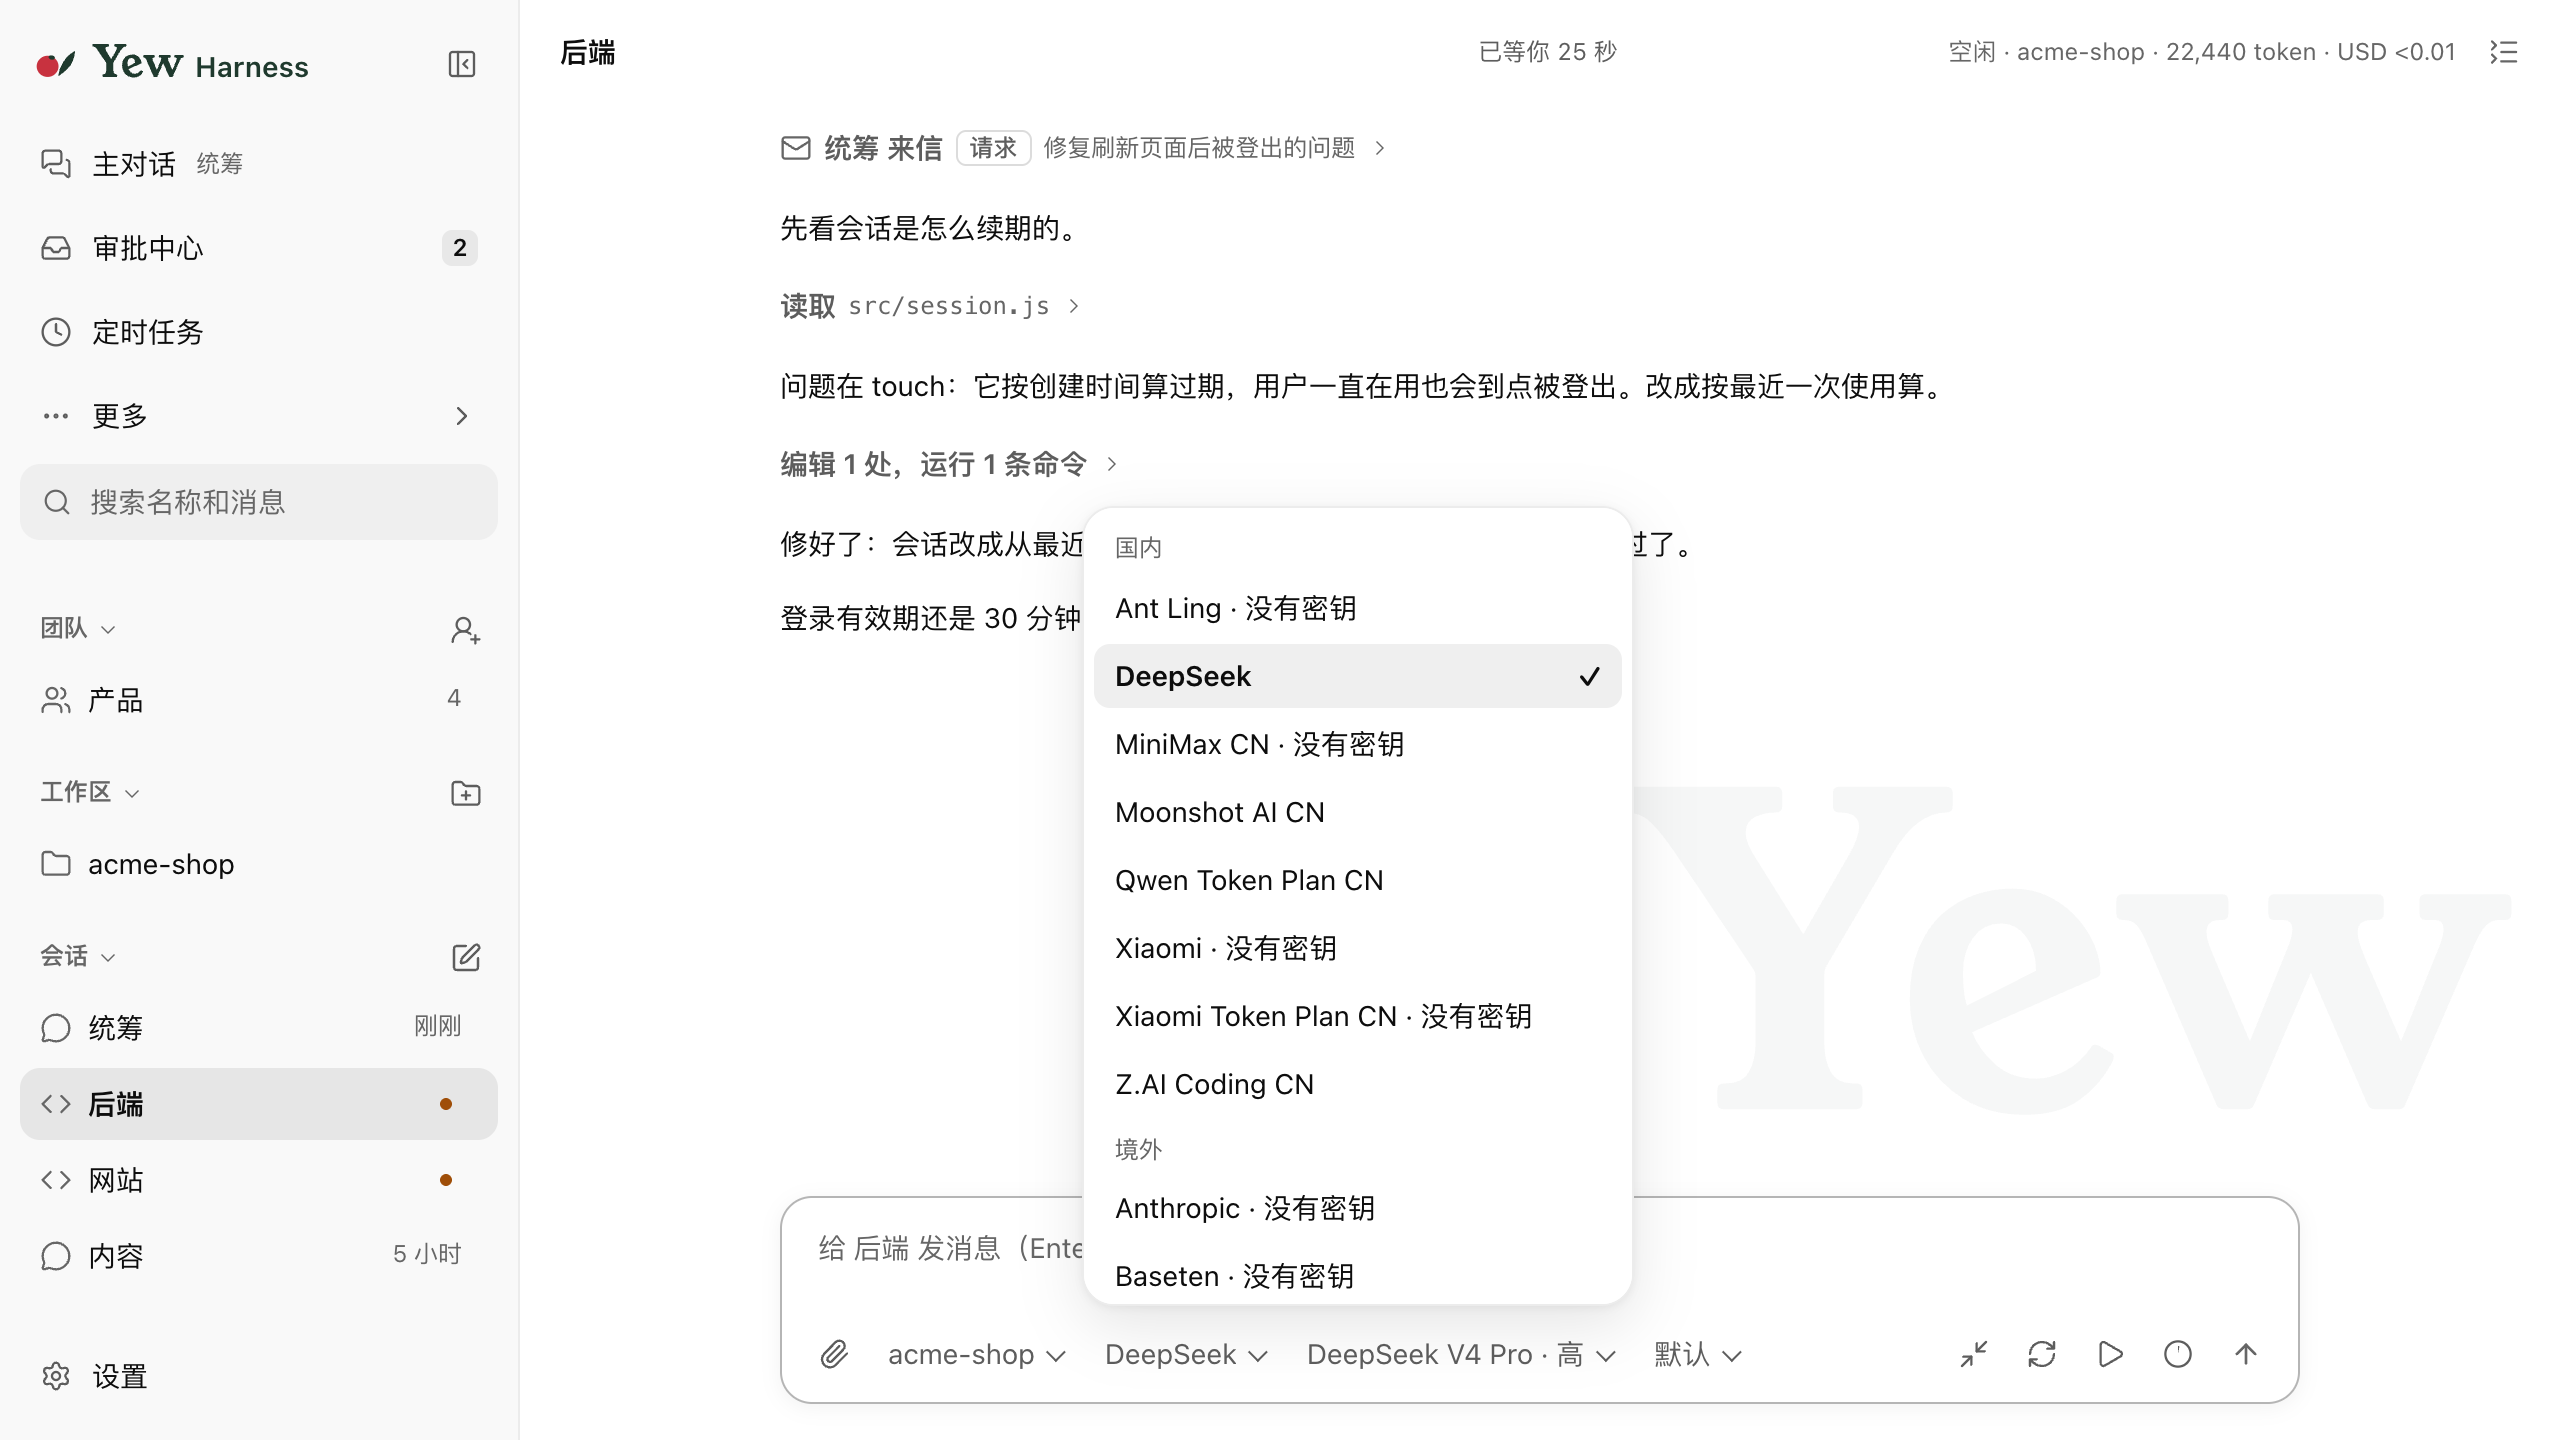 Yew Harness
主对话 统筹
审批中心 2
定时任务
更多
搜索名称和消息
团队
产品 4
工作区
acme-shop
会话
统筹 刚刚
后端
网站
内容 5 小时
设置
后端
已等你 25 秒
空闲 · acme-shop · 22,440 token · USD <0.01
统筹 来信 请求 修复刷新页面后被登出的问题
先看会话是怎么续期的。
读取 src/session.js
问题在 touch：它按创建时间算过期，用户一直在用也会到点被登出。改成按最近一次使用算。
编辑 1 处，运行 1 条命令
修好了：会话改成从最近 过了。
登录有效期还是 30 分钟
国内
Ant Ling · 没有密钥
DeepSeek
MiniMax CN · 没有密钥
Moonshot AI CN
Qwen Token Plan CN
Xiaomi · 没有密钥
Xiaomi Token Plan CN · 没有密钥
Z.AI Coding CN
境外
Anthropic · 没有密钥
Baseten · 没有密钥
Yew
给 后端 发消息（Ente
acme-shop DeepSeek DeepSeek V4 Pro · 高 默认